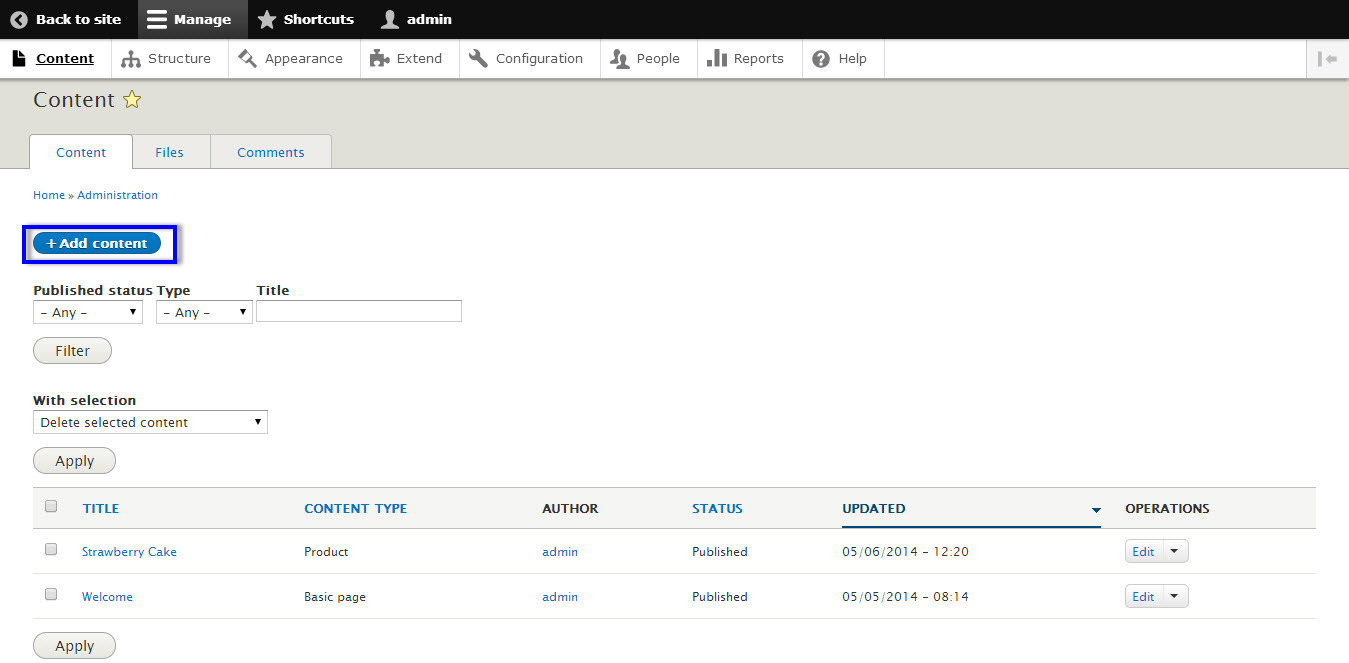 Back to site Manage Shortcuts admin
Content Structure Appearance Extend Configuration People Reports Help
Content
Content Files Comments
Home » Administration
+ Add content
Published status Type Title
- Any - - Any -
Filter
With selection
Delete selected content
Apply
TITLE CONTENT TYPE AUTHOR STATUS UPDATED OPERATIONS
Strawberry Cake Product admin Published 05/06/2014 - 12:20 Edit
Welcome Basic page admin Published 05/05/2014 - 08:14 Edit
Apply